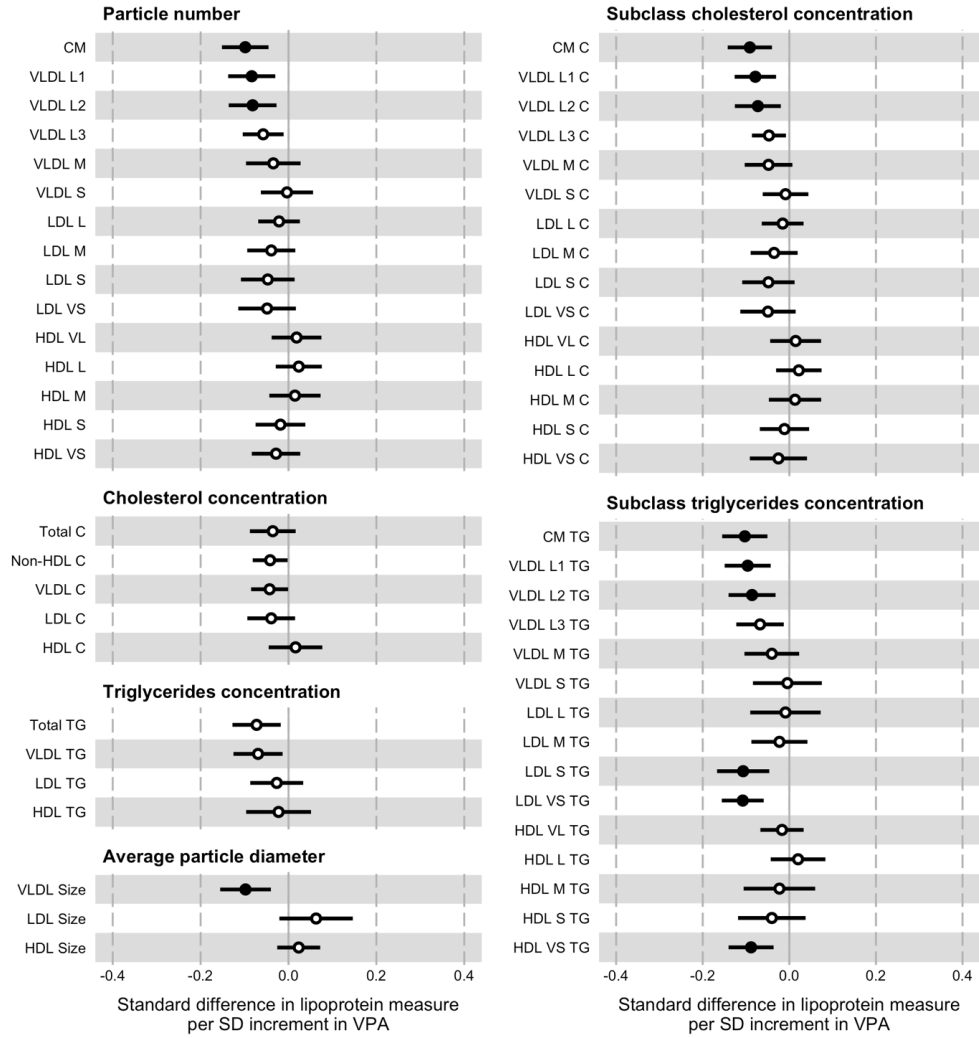 Particle number
CM
VLDL L1
VLDL L2
VLDL L3
VLDL M
VLDL S
LDL L
LDL M
LDL S
LDL VS
HDL VL
HDL L
HDL M
HDL S
HDL VS
Cholesterol concentration
Total C
Non-HDL C
VLDL C
LDL C
HDL C
Triglycerides concentration
Total TG
VLDL TG
LDL TG
HDL TG
Average particle diameter
VLDL Size
LDL Size
HDL Size
-0.4 -0.2 0.0 0.2 0.4
Standard difference in lipoprotein measure
per SD increment in VPA
Subclass cholesterol concentration
CM C
VLDL L1 C
VLDL L2 C
VLDL L3 C
VLDL M C
VLDL S C
LDL L C
LDL M C
LDL S C
LDL VS C
HDL VL C
HDL L C
HDL M C
HDL S C
HDL VS C
Subclass triglycerides concentration
CM TG
VLDL L1 TG
VLDL L2 TG
VLDL L3 TG
VLDL M TG
VLDL S TG
LDL L TG
LDL M TG
LDL S TG
LDL VS TG
HDL VL TG
HDL L TG
HDL M TG
HDL S TG
HDL VS TG
-0.4 -0.2 0.0 0.2 0.4
Standard difference in lipoprotein measure
per SD increment in VPA